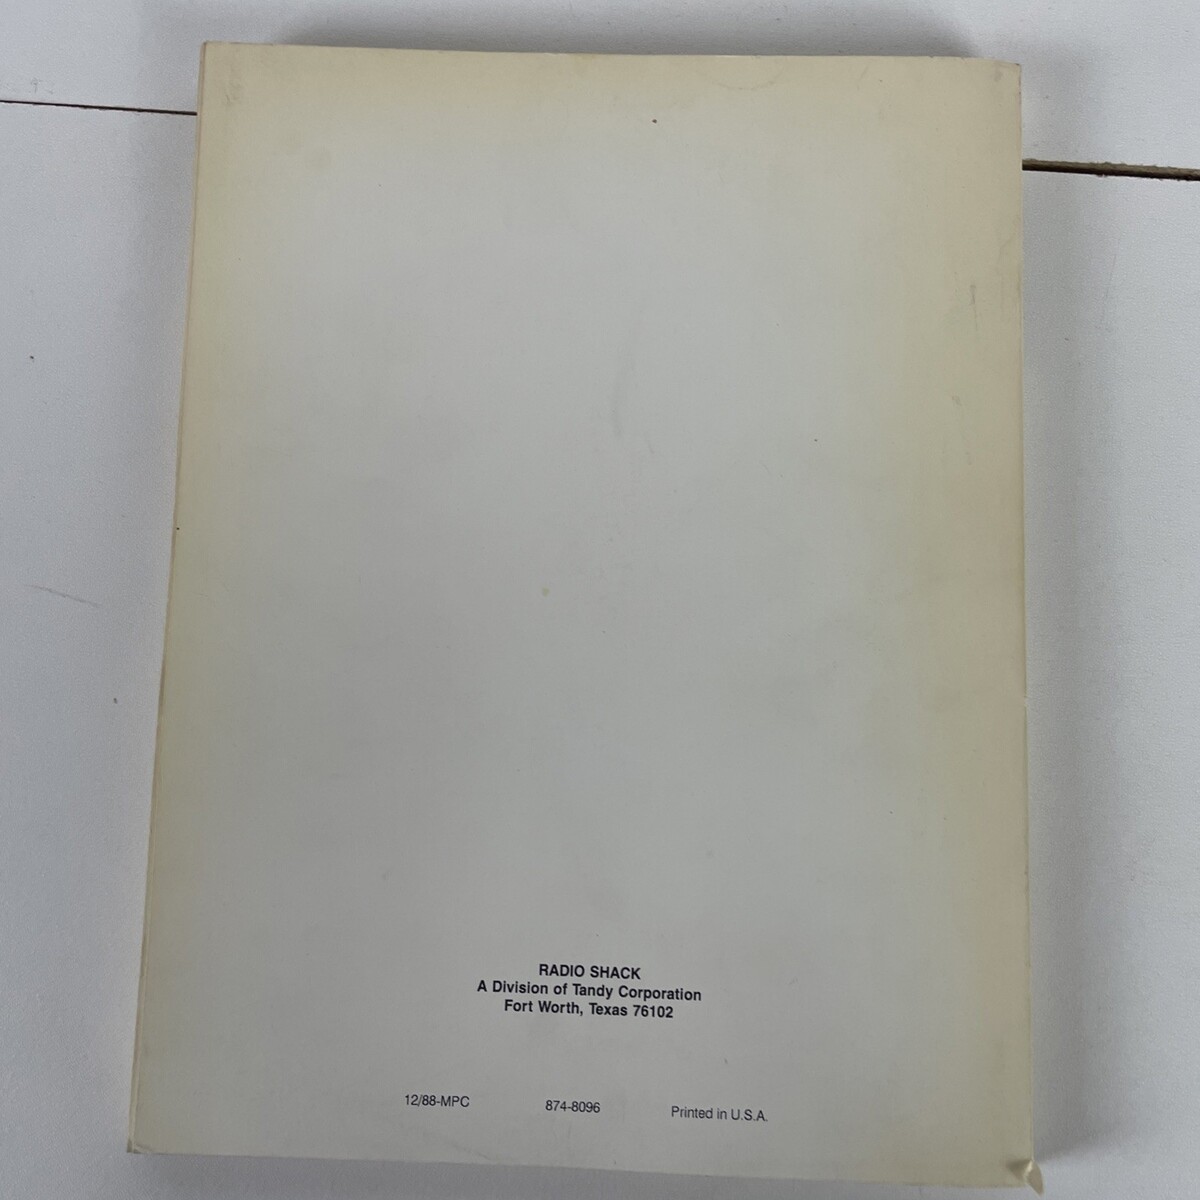 RADIO SHACK
A Division of Tandy Corporation
Fort Worth, Texas 76102
12/88-MPC 874-8096 Printed in U.S.A.